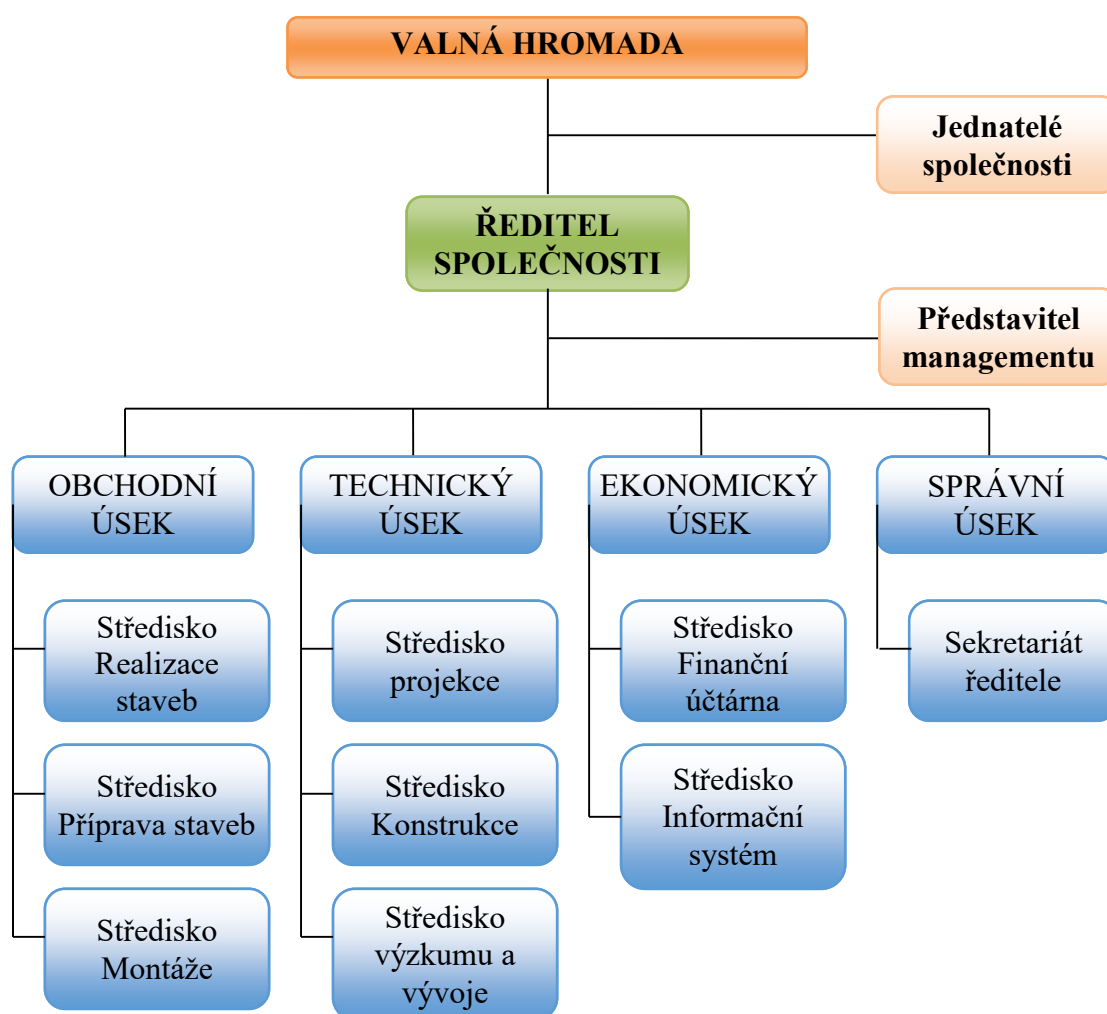 VALNÁ HROMADA
Jednatelé
společnosti
ŘEDITEL
SPOLEČNOSTI
Představitel
managementu
OBCHODNÍ
ÚSEK
TECHNICKÝ
ÚSEK
EKONOMICKÝ
ÚSEK
SPRÁVNÍ
ÚSEK
Středisko
Realizace
staveb
Středisko
projekce
Středisko
Finanční
účtárna
Sekretariát
ředitele
Středisko
Příprava staveb
Středisko
Konstrukce
Středisko
Informační
systém
Středisko
Montáže
Středisko
výzkumu a
vývoje